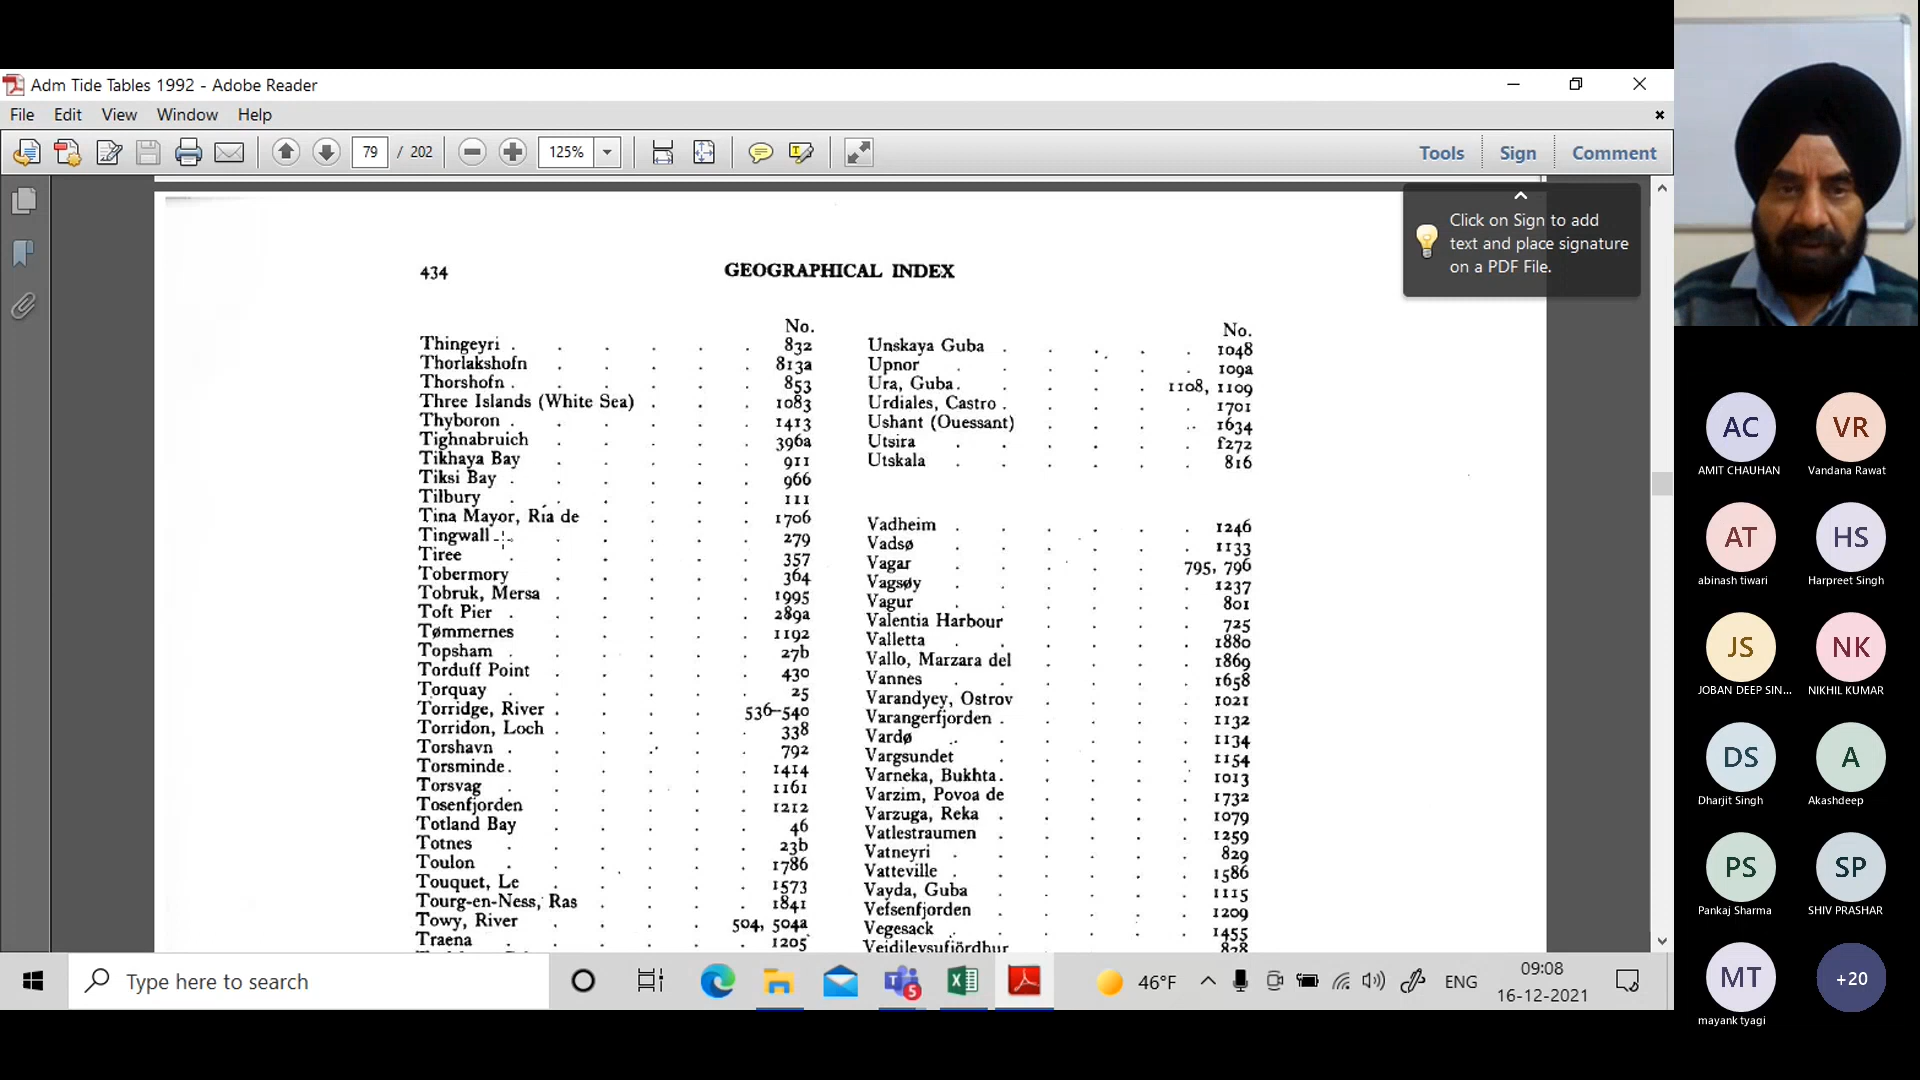 Adm Tide Tables 1992 - Adobe Reader
File Edit View Window Help
79 / 202 125% Tools Sign Comment
Click on Sign to add
text and place signature
on a PDF File.
434 GEOGRAPHICAL INDEX
No.
Thingeyri . . . . . . 832
Thorlakshofn . . . . . 813a
Thorshofn . . . . . . 853
Three Islands (White Sea) . . . 1083
Thyboron . . . . . . 1413
Tighnabruich . . . . . 396a
Tikhaya Bay . . . . . 911
Tiksi Bay . . . . . . 966
Tilbury . . . . . . 111
Tina Mayor, Ría de . . . . 1706
Tingwall . . . . . . 279
Tiree . . . . . . 357
Tobermory . . . . . 364
Tobruk, Mersa . . . . . 1995
Toft Pier . . . . . . 289a
Tømmernes . . . . . 1192
Topsham . . . . . . 27b
Torduff Point . . . . . 430
Torquay . . . . . . 25
Torridge, River . . . . 536–540
Torridon, Loch . . . . . 338
Torshavn . . . . . . 792
Torsminde . . . . . . 1414
Torsvag . . . . . . 1161
Tosenfjorden . . . . . 1212
Totland Bay . . . . . 46
Totnes . . . . . . 23b
Toulon . . . . . . 1786
Touquet, Le . . . . . 1573
Tourg-en-Ness, Ras . . . . 1841
Towy, River . . . . 504, 504a
Traena . . . . . . 1205
No.
Unskaya Guba . . . . . 1048
Upnor . . . . . . 109a
Ura, Guba . . . . 1108, 1109
Urdiales, Castro . . . . . 1701
Ushant (Ouessant) . . . . 1634
Utsira . . . . . . f272
Utskala . . . . . . 816
Vadheim . . . . . . 1246
Vadsø . . . . . . 1133
Vagar . . . . . 795, 796
Vagsøy . . . . . . 1237
Vagur . . . . . . 801
Valentia Harbour . . . . 725
Valletta . . . . . . 1880
Vallo, Marzara del . . . . 1869
Vannes . . . . . . 1658
Varandyey, Ostrov . . . . 1021
Varangerfjorden . . . . . 1132
Vardø . . . . . . 1134
Vargsundet . . . . . 1154
Varneka, Bukhta . . . . . 1013
Varzim, Povoa de . . . . 1732
Varzuga, Reka . . . . . 1079
Vatlestraumen . . . . . 1259
Vatneyri . . . . . . 829
Vatteville . . . . . . 1586
Vayda, Guba . . . . . 1115
Vefsenfjorden . . . . . 1209
Vegesack . . . . . . 1455
Veidileysufjördhur 828
AC VR
AMIT CHAUHAN Vandana Rawat
AT HS
abinash tiwari Harpreet Singh
JS NK
JOBAN DEEP SIN... NIKHIL KUMAR
DS A
Dharjit Singh Akashdeep
PS SP
Pankaj Sharma SHIV PRASHAR
MT +20
mayank tyagi
Type here to search 5 46°F ENG 09:08
16-12-2021